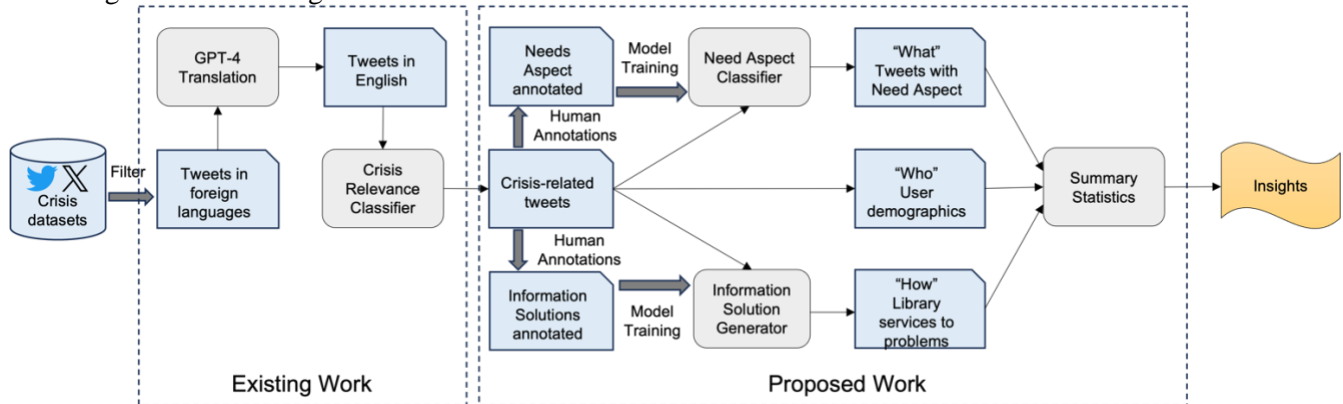 GPT-4
Translation
Tweets in
English
Filter
Crisis
datasets
Tweets in
foreign
languages
Crisis
Relevance
Classifier
Existing Work
Needs
Aspect
annotated
Model
Training
Need Aspect
Classifier
“What”
Tweets with
Need Aspect
Human
Annotations
Crisis-related
tweets
“Who”
User
demographics
Summary
Statistics
Insights
Human
Annotations
Information
Solutions
annotated
Model
Training
Information
Solution
Generator
“How”
Library
services to
problems
Proposed Work